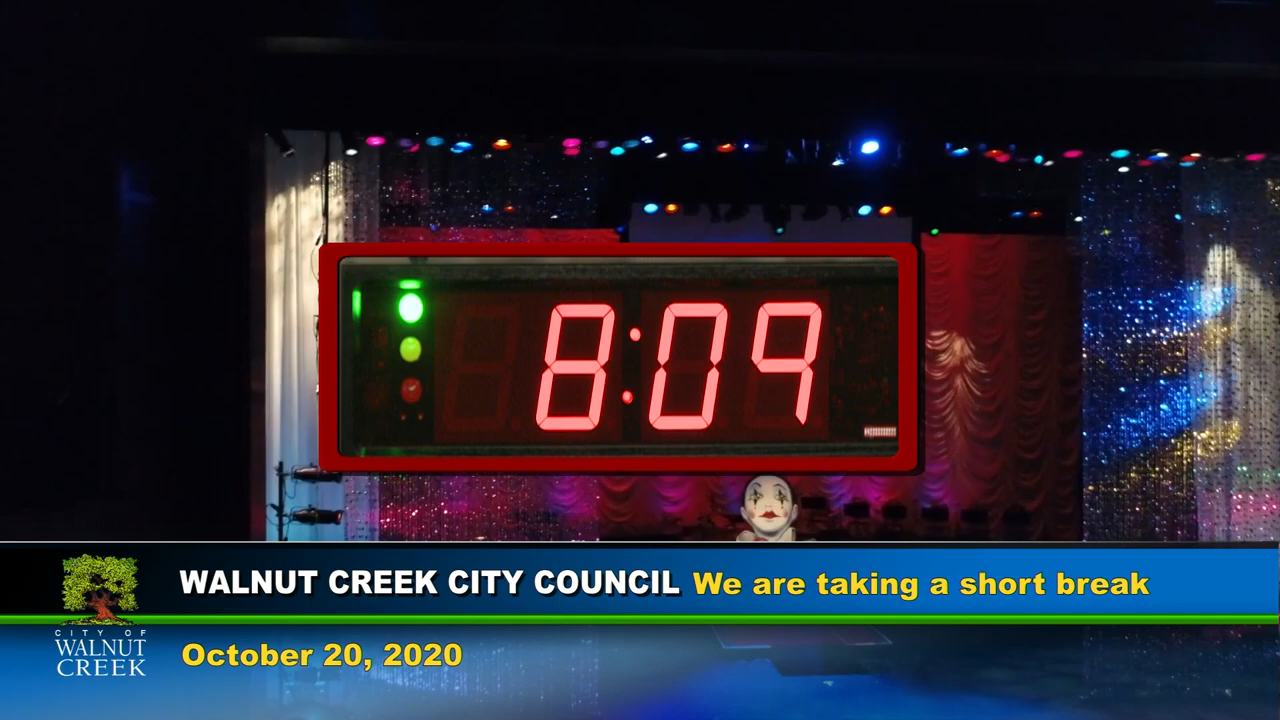 8:09
WALNUT CREEK CITY COUNCIL We are taking a short break
CITY OF
WALNUT
CREEK
October 20, 2020